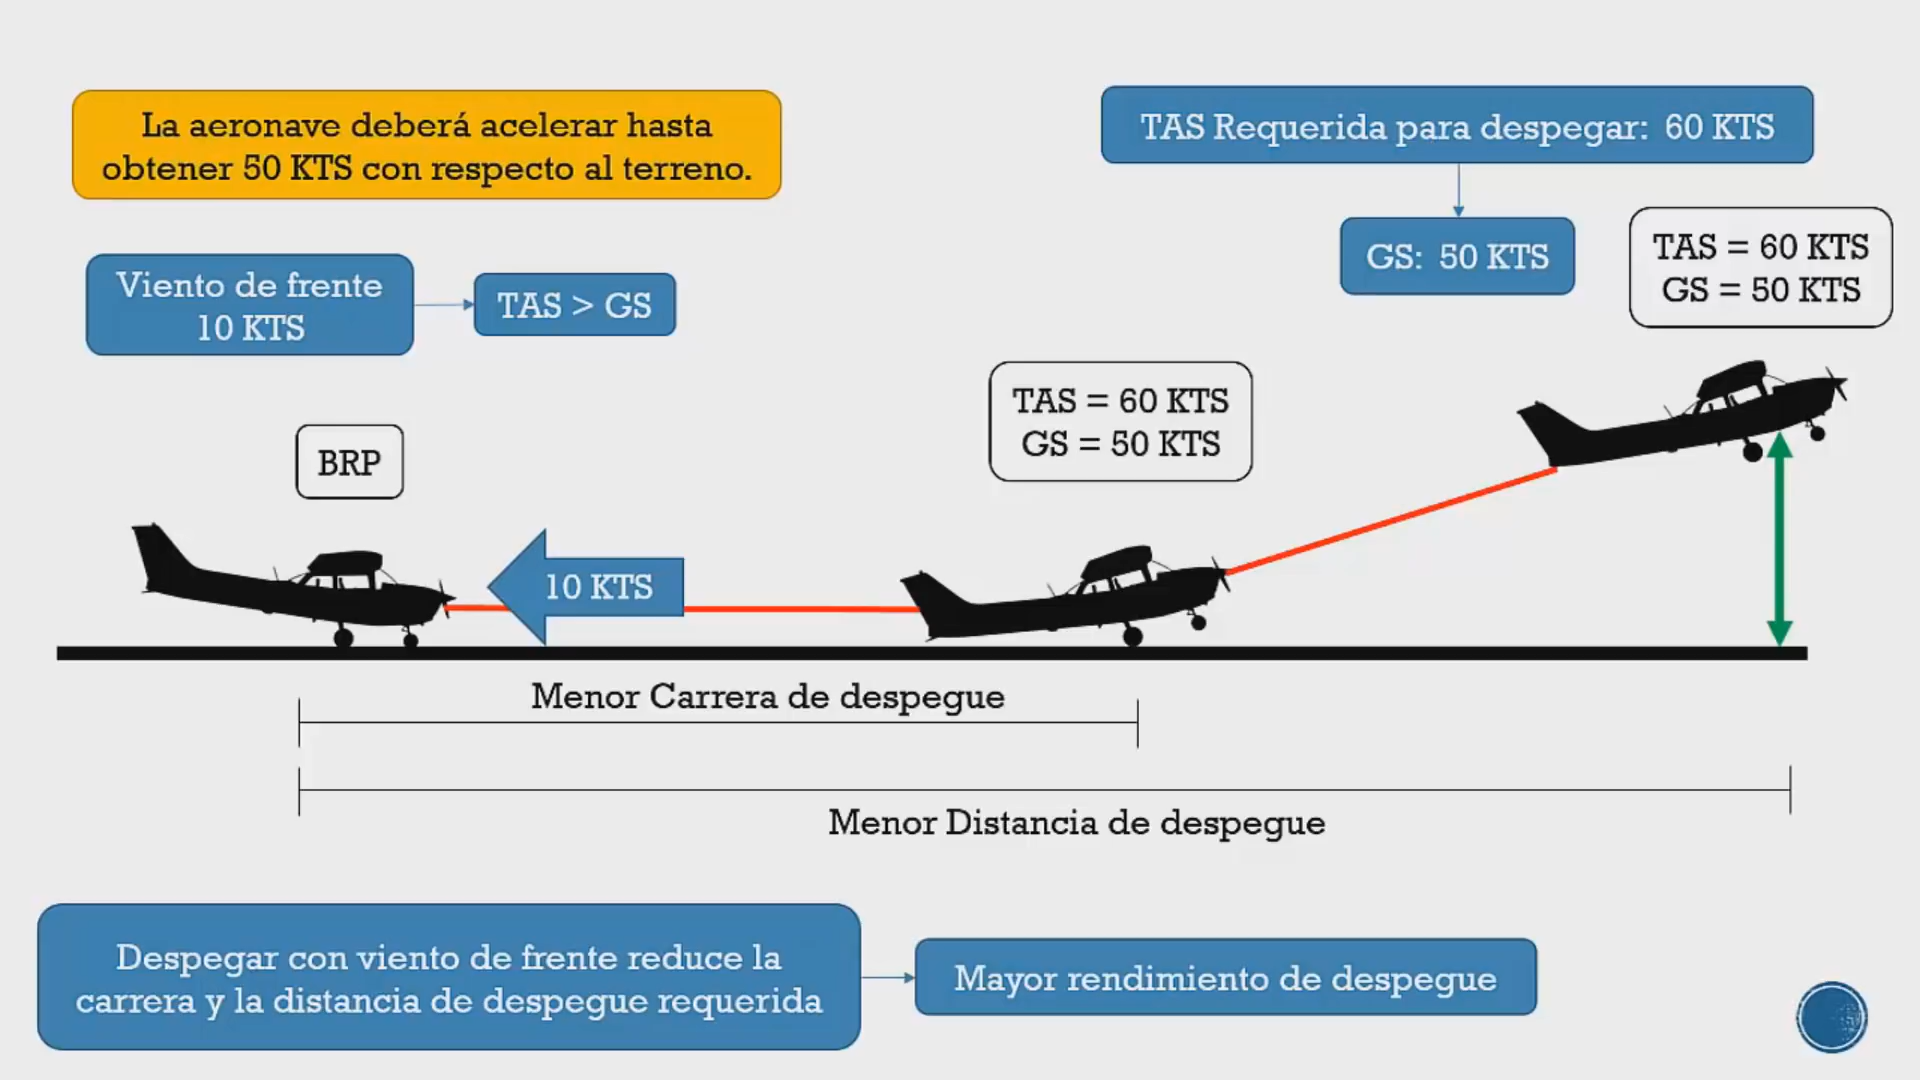 La aeronave deberá acelerar hasta
obtener 50 KTS con respecto al terreno.
TAS Requerida para despegar: 60 KTS
GS: 50 KTS
TAS = 60 KTS
GS = 50 KTS
Viento de frente
10 KTS
TAS > GS
TAS = 60 KTS
GS = 50 KTS
BRP
10 KTS
Menor Carrera de despegue
Menor Distancia de despegue
Despegar con viento de frente reduce la
carrera y la distancia de despegue requerida
Mayor rendimiento de despegue